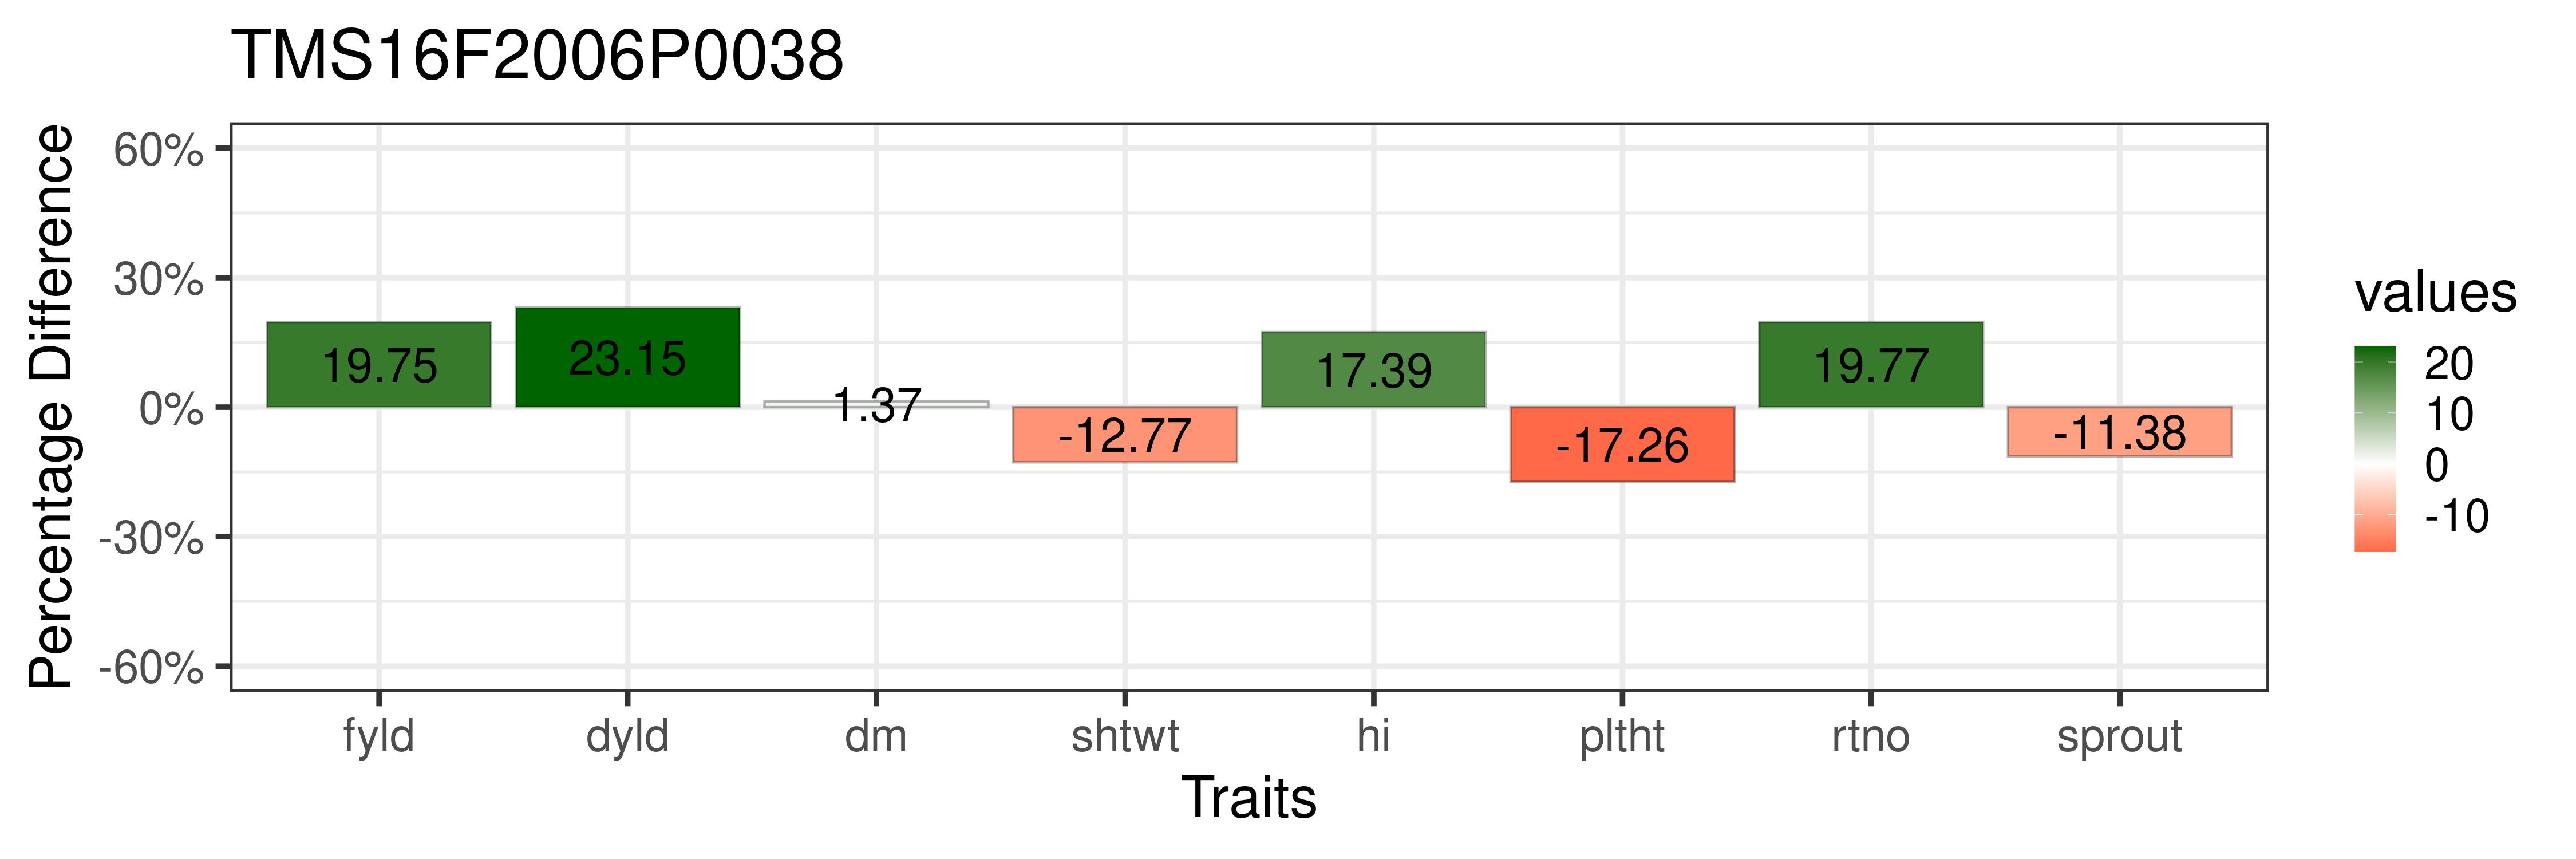 TMS16F2006P0038
Percentage Difference
60%
30%
0%
-30%
-60%
19.75
23.15
1.37
-12.77
17.39
-17.26
19.77
-11.38
fyld
dyld
dm
shtwt
hi
pltht
rtno
sprout
Traits
values
20
10
0
-10